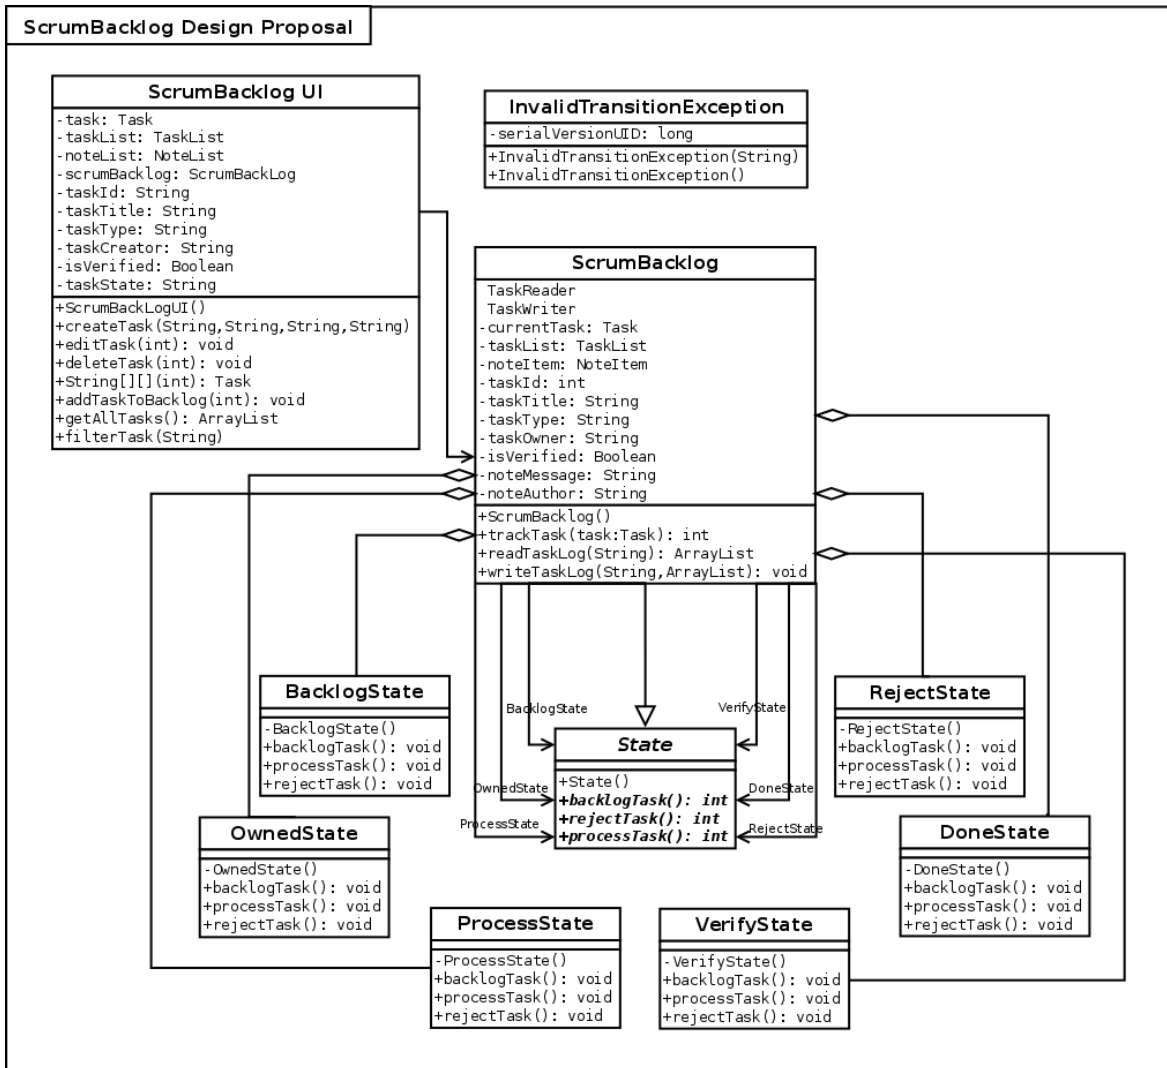 ScrumBacklog Design Proposal
ScrumBacklog UI
-task: Task
-taskList: TaskList
-noteList: NoteList
-scrumBacklog: ScrumBackLog
-taskId: String
-taskTitle: String
-taskType: String
-taskCreator: String
-isVerified: Boolean
-taskState: String
+ScrumBackLogUI()
+createTask(String,String,String,String)
+editTask(int): void
+deleteTask(int): void
+String[][](int): Task
+addTaskToBacklog(int): void
+getAllTasks(): ArrayList
+filterTask(String)
InvalidTransitionException
-serialVersionUID: long
+InvalidTransitionException(String)
+InvalidTransitionException()
ScrumBacklog
TaskReader
TaskWriter
-currentTask: Task
-taskList: TaskList
-noteItem: NoteItem
-taskId: int
-taskTitle: String
-taskType: String
-taskOwner: String
-isVerified: Boolean
-noteMessage: String
-noteAuthor: String
+ScrumBacklog()
+trackTask(task:Task): int
+readTaskLog(String): ArrayList
+writeTaskLog(String,ArrayList): void
BacklogState
-BacklogState()
+backlogTask(): void
+processTask(): void
+rejectTask(): void
BacklogState
VerifyState
OwnedState
DoneState
ProcessState
RejectState
State
+State()
+backlogTask(): int
+rejectTask(): int
+processTask(): int
RejectState
-RejectState()
+backlogTask(): void
+processTask(): void
+rejectTask(): void
OwnedState
-OwnedState()
+backlogTask(): void
+processTask(): void
+rejectTask(): void
DoneState
-DoneState()
+backlogTask(): void
+processTask(): void
+rejectTask(): void
ProcessState
-ProcessState()
+backlogTask(): void
+processTask(): void
+rejectTask(): void
VerifyState
-VerifyState()
+backlogTask(): void
+processTask(): void
+rejectTask(): void